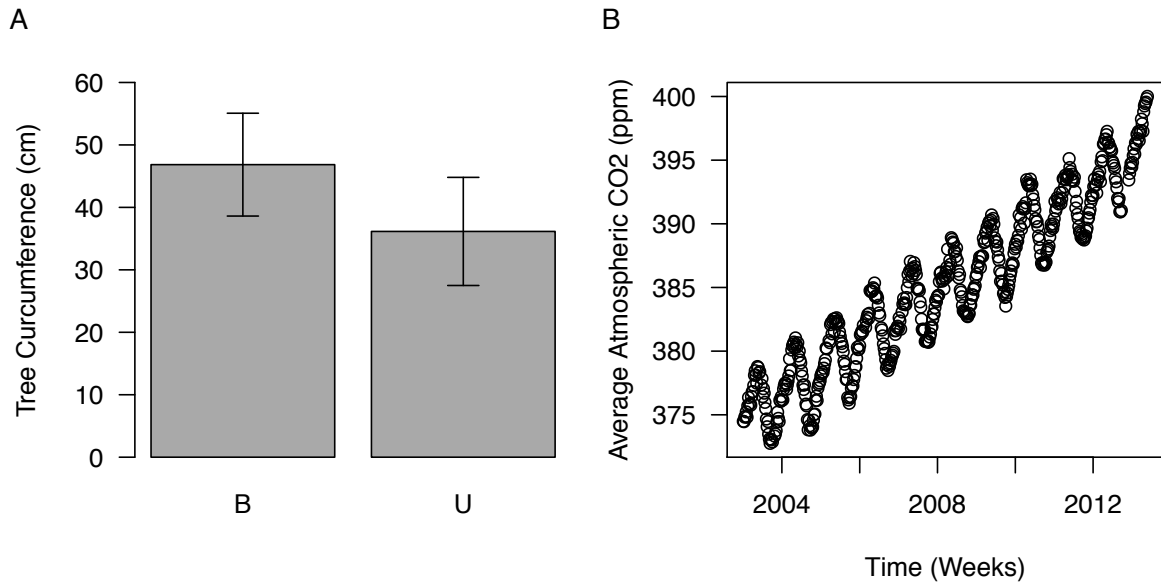 A
Tree Curcumference (cm)
60
50
40
30
20
10
0
B
U
B
Average Atmospheric CO2 (ppm)
400
395
390
385
380
375
2004
2008
2012
Time (Weeks)